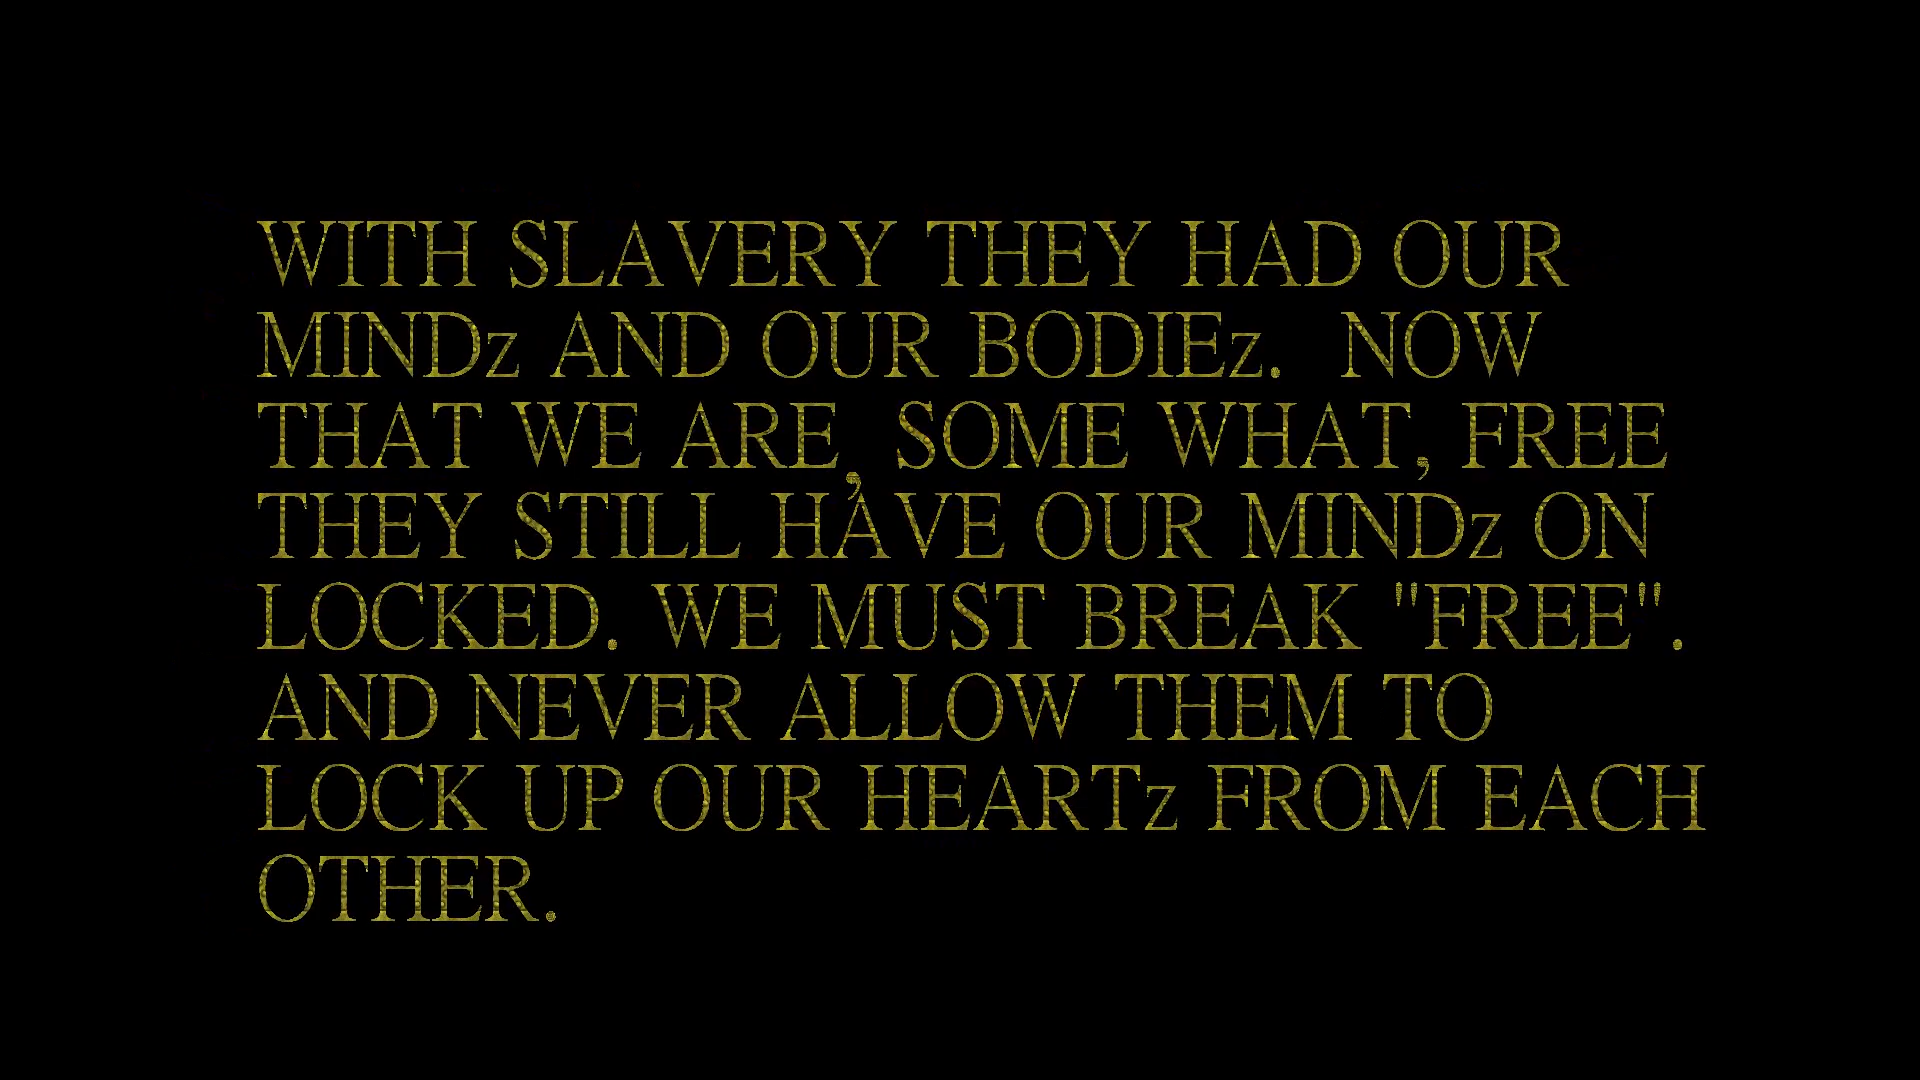 WITH SLAVERY THEY HAD OUR
MINDz AND OUR BODIEz.  NOW
THAT WE ARE, SOME WHAT, FREE
THEY STILL HAVE OUR MINDz ON
LOCKED. WE MUST BREAK "FREE".
AND NEVER ALLOW THEM TO
LOCK UP OUR HEARTz FROM EACH
OTHER.